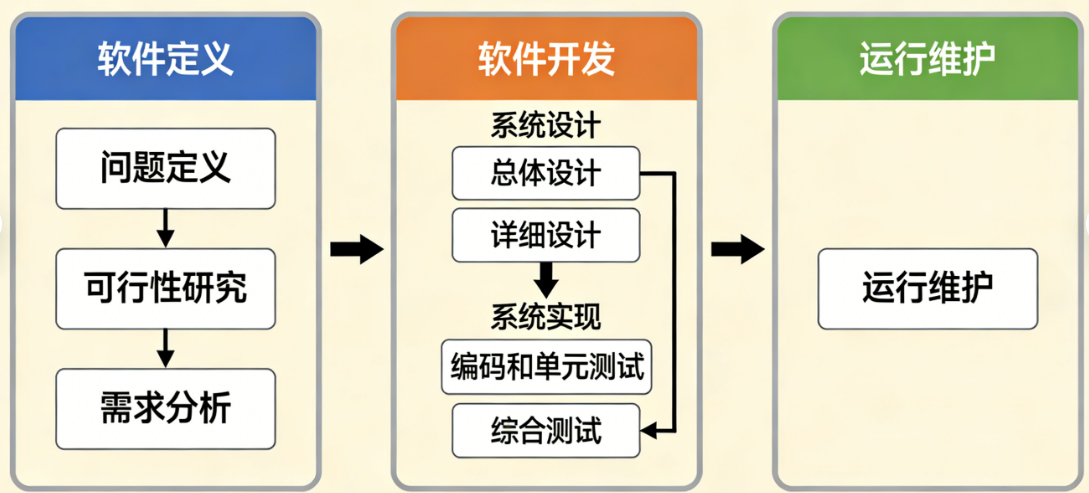 软件定义
问题定义
可行性研究
需求分析
软件开发
系统设计
总体设计
详细设计
系统实现
编码和单元测试
综合测试
运行维护
运行维护